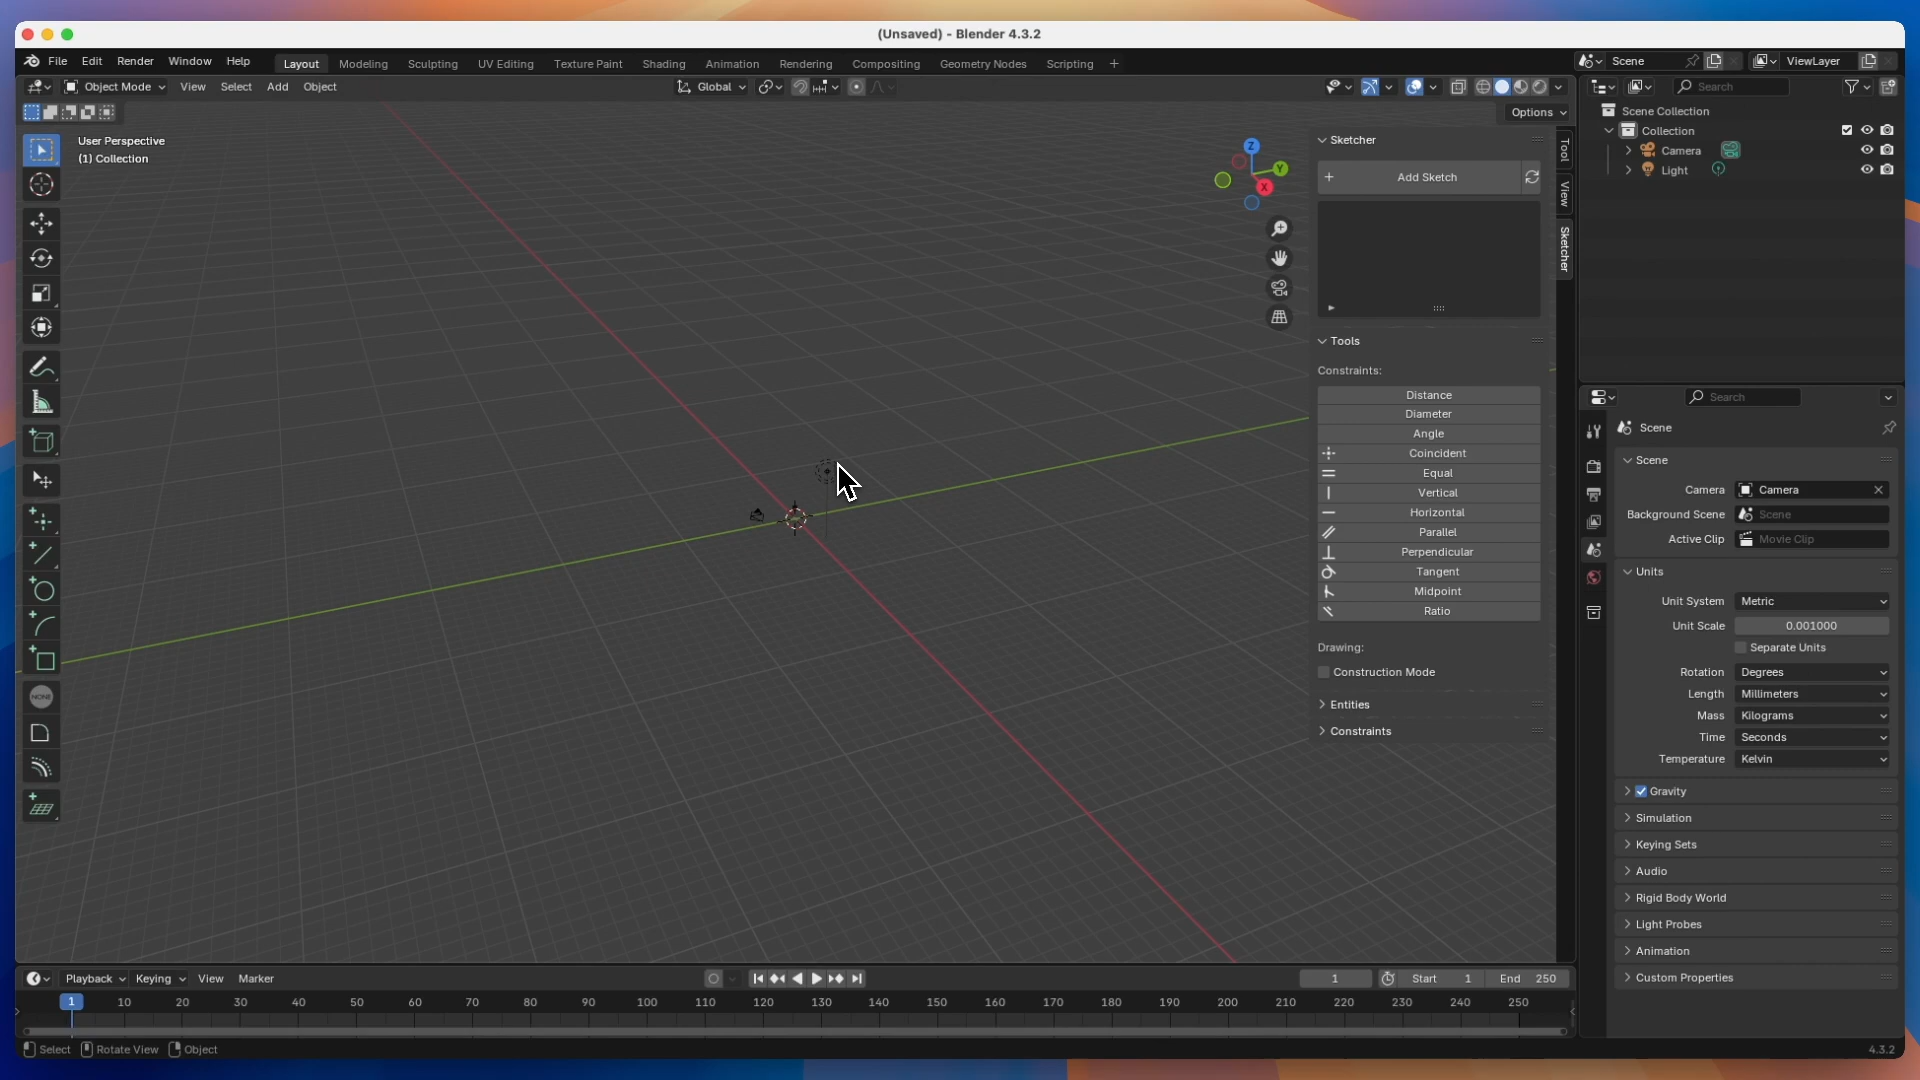 (Unsaved) - Blender 4.3.2
File Edit Render Window Help Layout Modeling Sculpting UV Editing Texture Paint Shading Animation Rendering Compositing Geometry Nodes Scripting + Scene ViewLayer
Object Mode View Select Add Object Global Search
Options
User Perspective
(1) Collection
Z
Y
X
Sketcher
+ Add Sketch
Tools
Constraints:
Distance
Diameter
Angle
Coincident
Equal
Vertical
Horizontal
Parallel
Perpendicular
Tangent
Midpoint
Ratio
Drawing:
Construction Mode
Entities
Constraints
Tool
View
Sketcher
NONE
Scene Collection
Collection
Camera
Light
Search
Scene
Scene
Camera Camera
Background Scene Scene
Active Clip Movie Clip
Units
Unit System Metric
Unit Scale 0.001000
Separate Units
Rotation Degrees
Length Millimeters
Mass Kilograms
Time Seconds
Temperature Kelvin
Gravity
Simulation
Keying Sets
Audio
Rigid Body World
Light Probes
Animation
Custom Properties
Playback Keying View Marker 1 Start 1 End 250
1 10 20 30 40 50 60 70 80 90 100 110 120 130 140 150 160 170 180 190 200 210 220 230 240 250
Select Rotate View Object 4.3.2